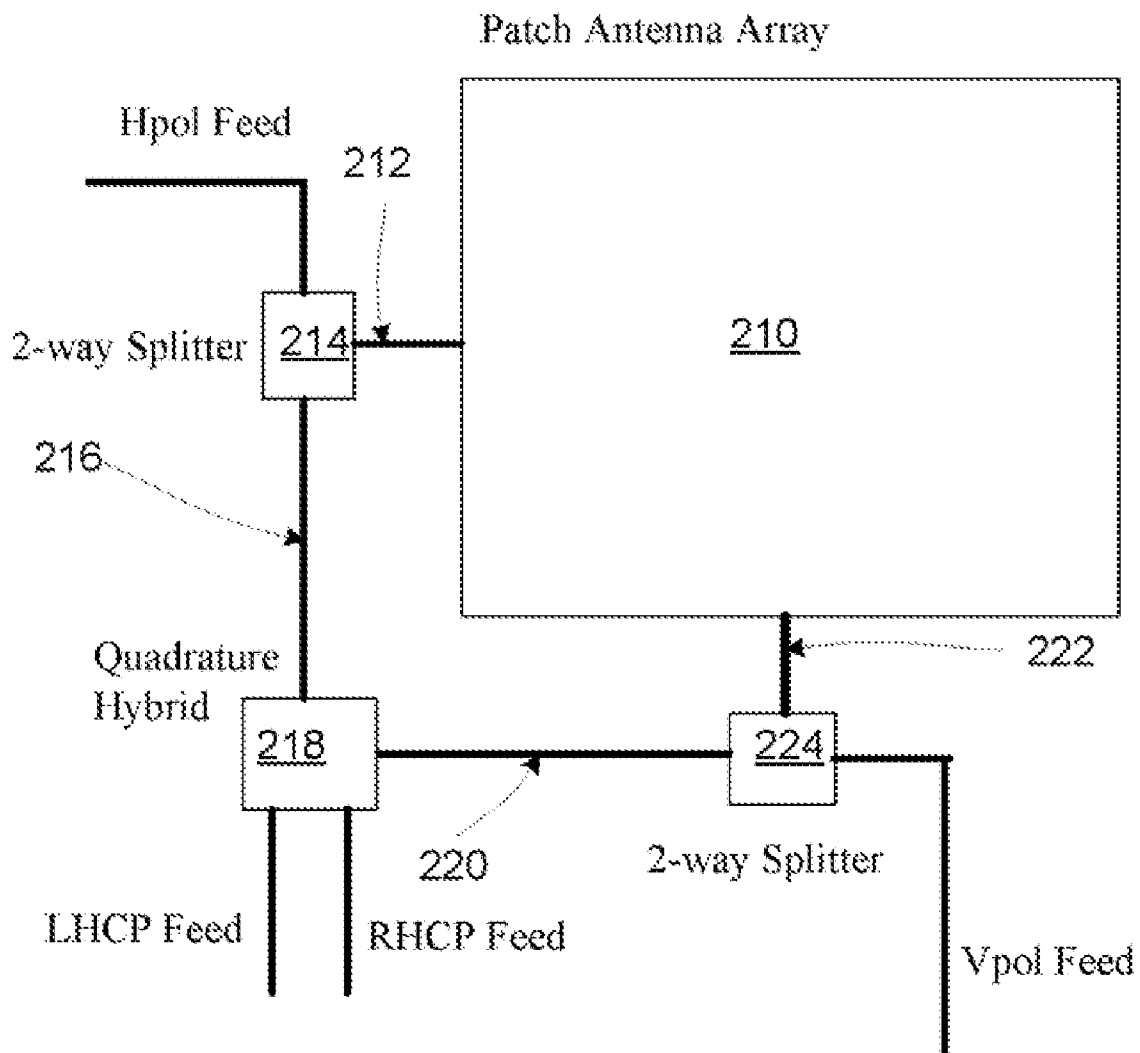 Patch Antenna Array
Hpol Feed
212
2-way Splitter
214
210
216
222
Quadrature
Hybrid
218
224
220
2-way Splitter
LHCP Feed
RHCP Feed
Vpol Feed